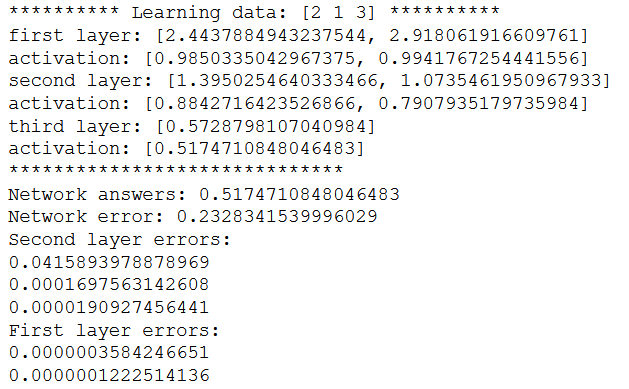 ********** Learning data: [2 1 3] **********
first layer: [2.4437884943237544, 2.918061916609761]
activation: [0.9850335042967375, 0.9941767254441556]
second layer: [1.3950254640333466, 1.0735461950967933]
activation: [0.8842716423526866, 0.7907935179735984]
third layer: [0.5728798107040984]
activation: [0.5174710848046483]
******************************
Network answers: 0.5174710848046483
Network error: 0.2328341539996029
Second layer errors:
0.0415893978878969
0.0001697563142608
0.0000190927456441
First layer errors:
0.0000003584246651
0.0000001222514136